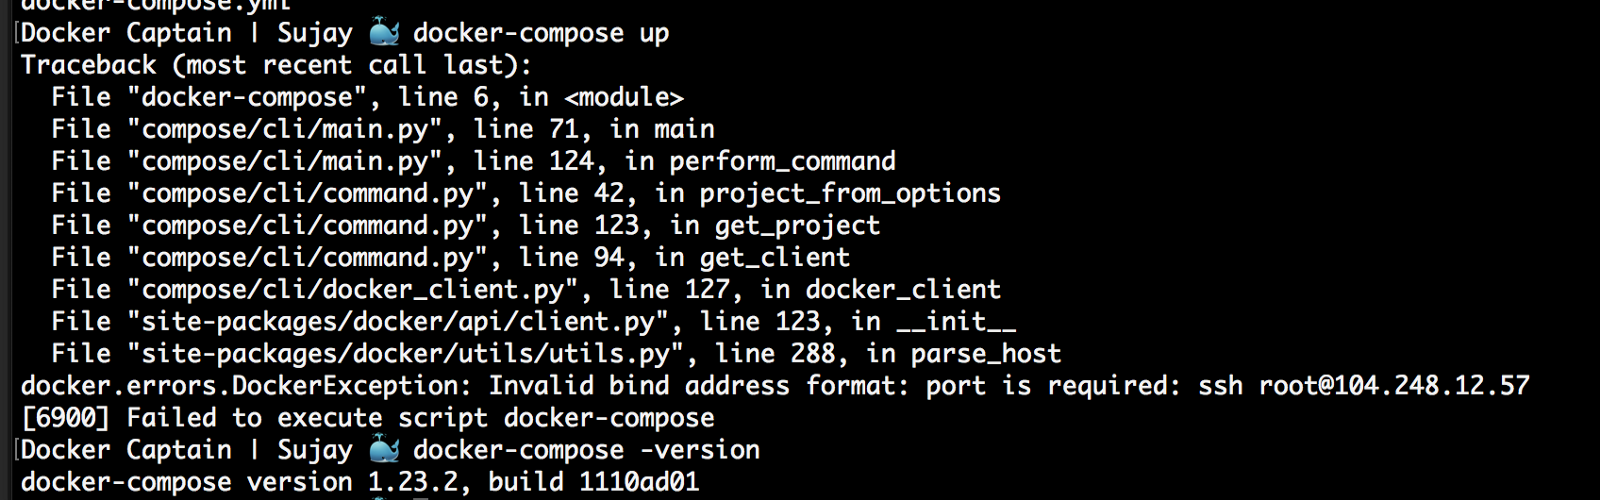 docker-compose.yml
[Docker Captain | Sujay 🐳 docker-compose up
Traceback (most recent call last):
  File "docker-compose", line 6, in <module>
  File "compose/cli/main.py", line 71, in main
  File "compose/cli/main.py", line 124, in perform_command
  File "compose/cli/command.py", line 42, in project_from_options
  File "compose/cli/command.py", line 123, in get_project
  File "compose/cli/command.py", line 94, in get_client
  File "compose/cli/docker_client.py", line 127, in docker_client
  File "site-packages/docker/api/client.py", line 123, in __init__
  File "site-packages/docker/utils/utils.py", line 288, in parse_host
docker.errors.DockerException: Invalid bind address format: port is required: ssh root@104.248.12.57
[6900] Failed to execute script docker-compose
[Docker Captain | Sujay 🐳 docker-compose -version
docker-compose version 1.23.2, build 1110ad01